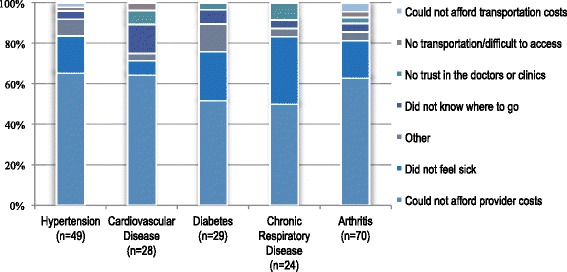 100%
80%
60%
40%
20%
0%
Hypertension
(n=49)
Cardiovascular
Disease
(n=28)
Diabetes
(n=29)
Chronic
Respiratory
Disease
(n=24)
Arthritis
(n=70)
Could not afford transportation costs
No transportation/difficult to access
No trust in the doctors or clinics
Did not know where to go
Other
Did not feel sick
Could not afford provider costs